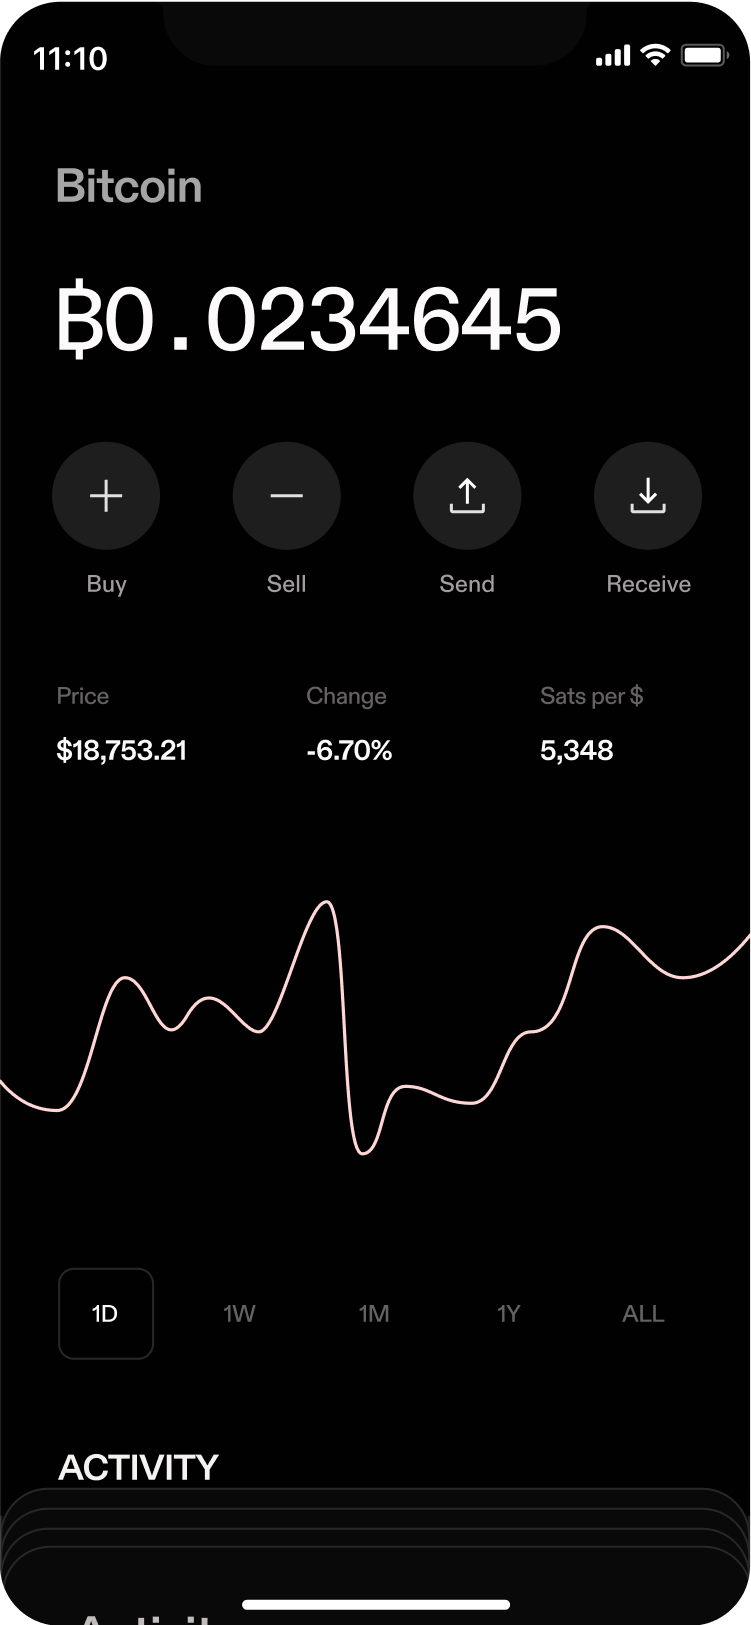 11:10
Bitcoin
₿0.0234645
Buy Sell Send Receive
Price Change Sats per $
$18,753.21 -6.70% 5,348
1D 1W 1M 1Y ALL
ACTIVITY